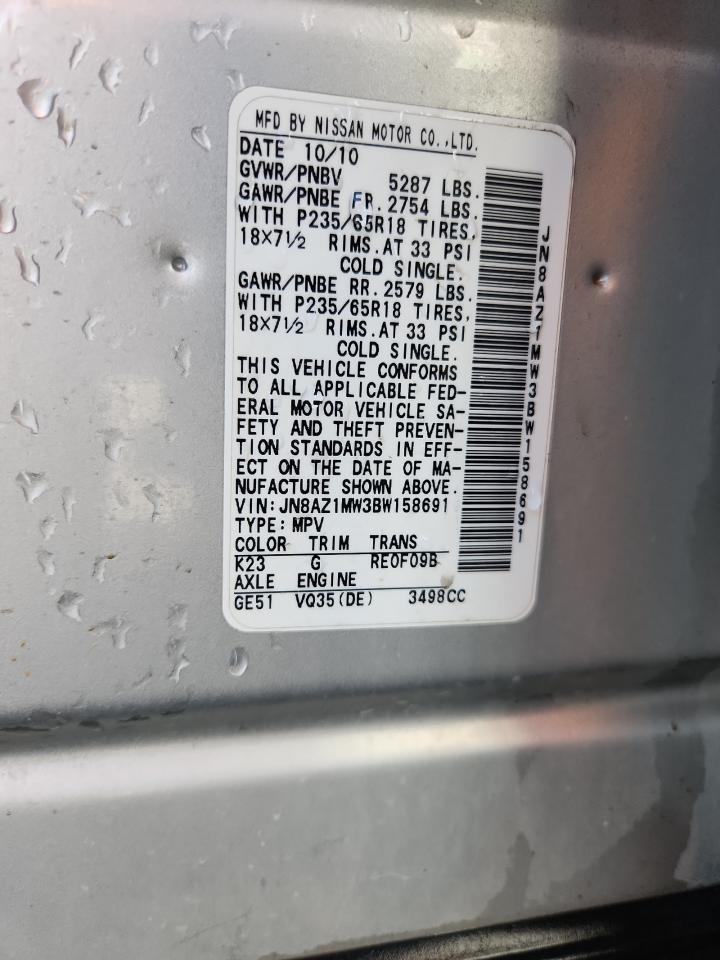 MFD BY NISSAN MOTOR CO.,LTD.
DATE 10/10
GVWR/PNBV 5287 LBS.
GAWR/PNBE FR. 2754 LBS.
WITH P235/65R18 TIRES.
18×7½ RIMS.AT 33 PSI
COLD SINGLE.
GAWR/PNBE RR. 2579 LBS.
WITH P235/65R18 TIRES.
18×7½ RIMS.AT 33 PSI
COLD SINGLE.
THIS VEHICLE CONFORMS
TO ALL APPLICABLE FED-
ERAL MOTOR VEHICLE SA-
FETY AND THEFT PREVEN-
TION STANDARDS IN EFF-
ECT ON THE DATE OF MA-
NUFACTURE SHOWN ABOVE.
VIN:JN8AZ1MW3BW158691
TYPE:MPV
COLOR TRIM TRANS
K23 G RE0F09B
AXLE ENGINE
GE51 VQ35(DE) 3498CC
JN8AZ1MW3BW158691